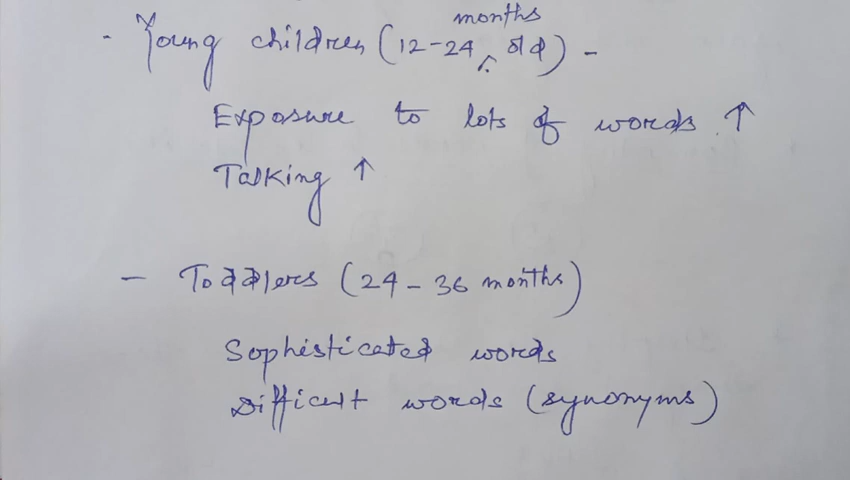 - Young children (12-24 months old) -
Exposure to lots of words ↑
Talking ↑
- Toddlers (24 - 36 months)
Sophisticated words
Difficult words (synonyms)